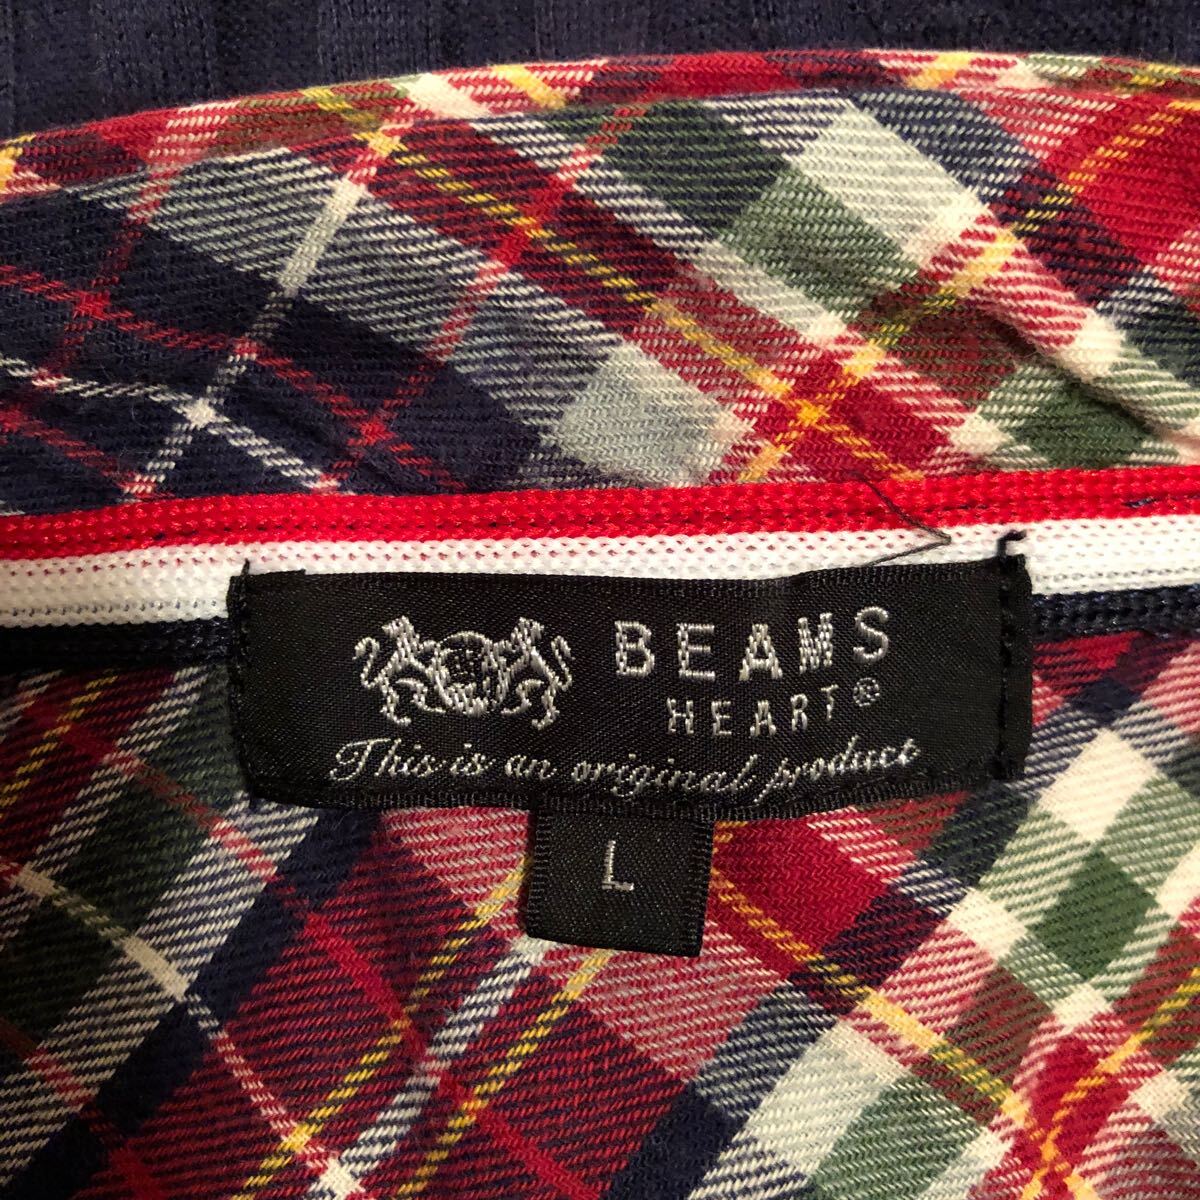 BEAMS
HEART®
This is an original product
L